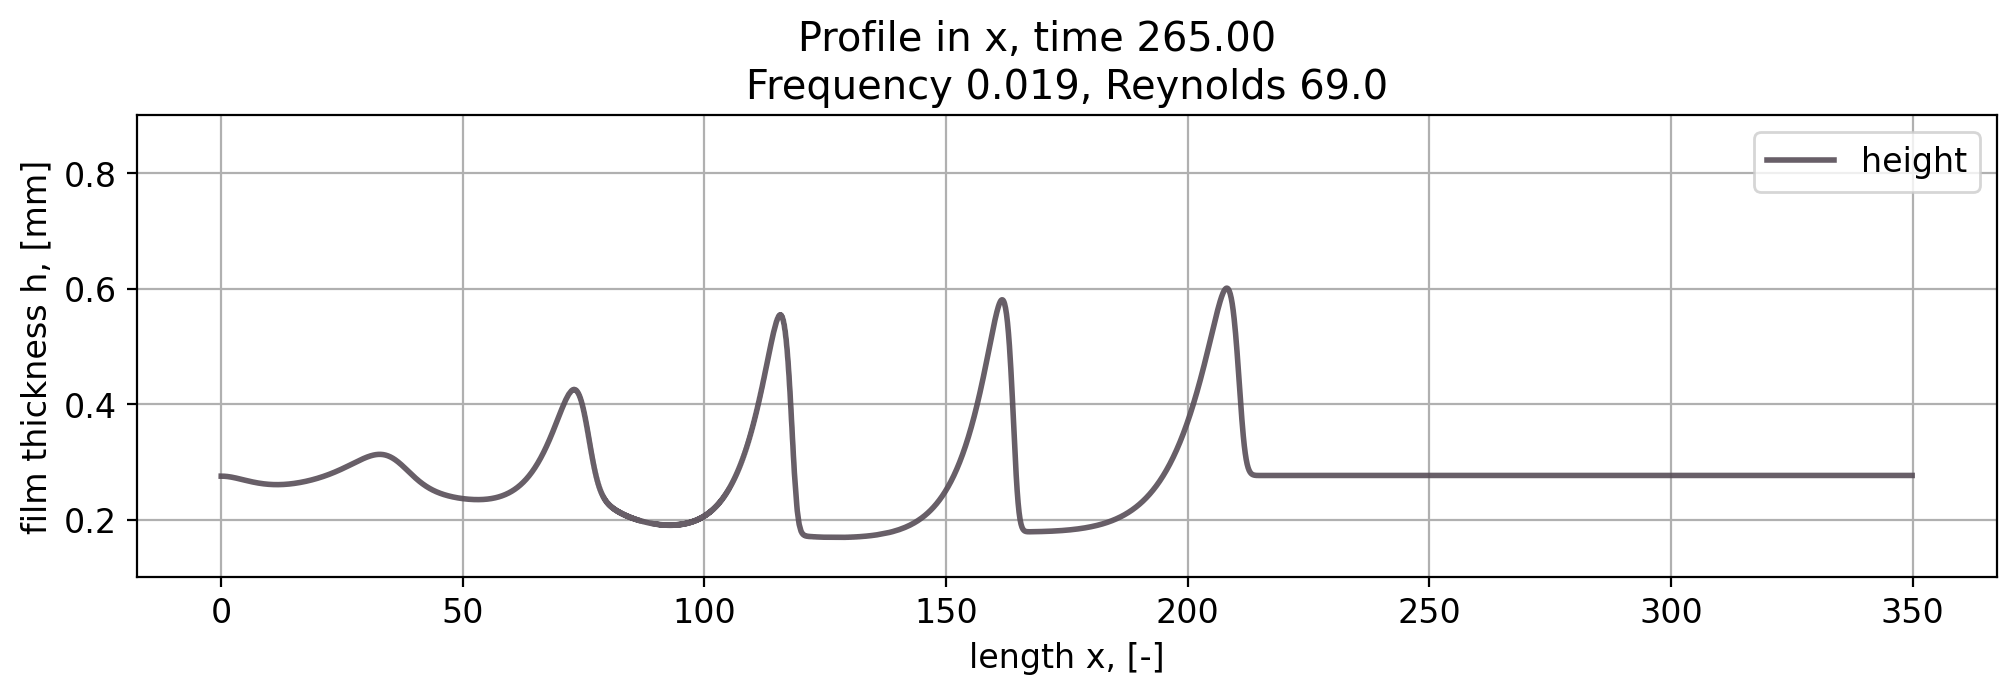 Profile in x, time 265.00
Frequency 0.019, Reynolds 69.0
height
film thickness h, [mm]
0.8
0.6
0.4
0.2
0 50 100 150 200 250 300 350
length x, [-]